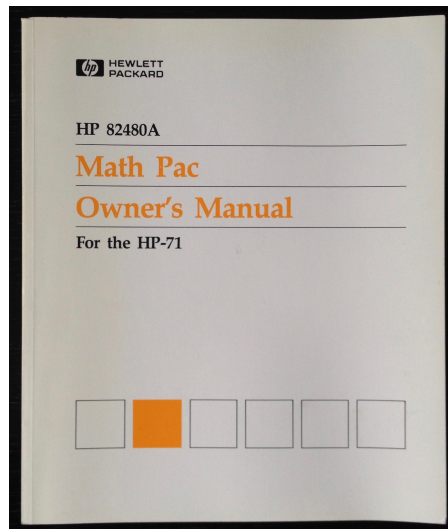 hp HEWLETT
PACKARD
HP 82480A
Math Pac
Owner's Manual
For the HP-71